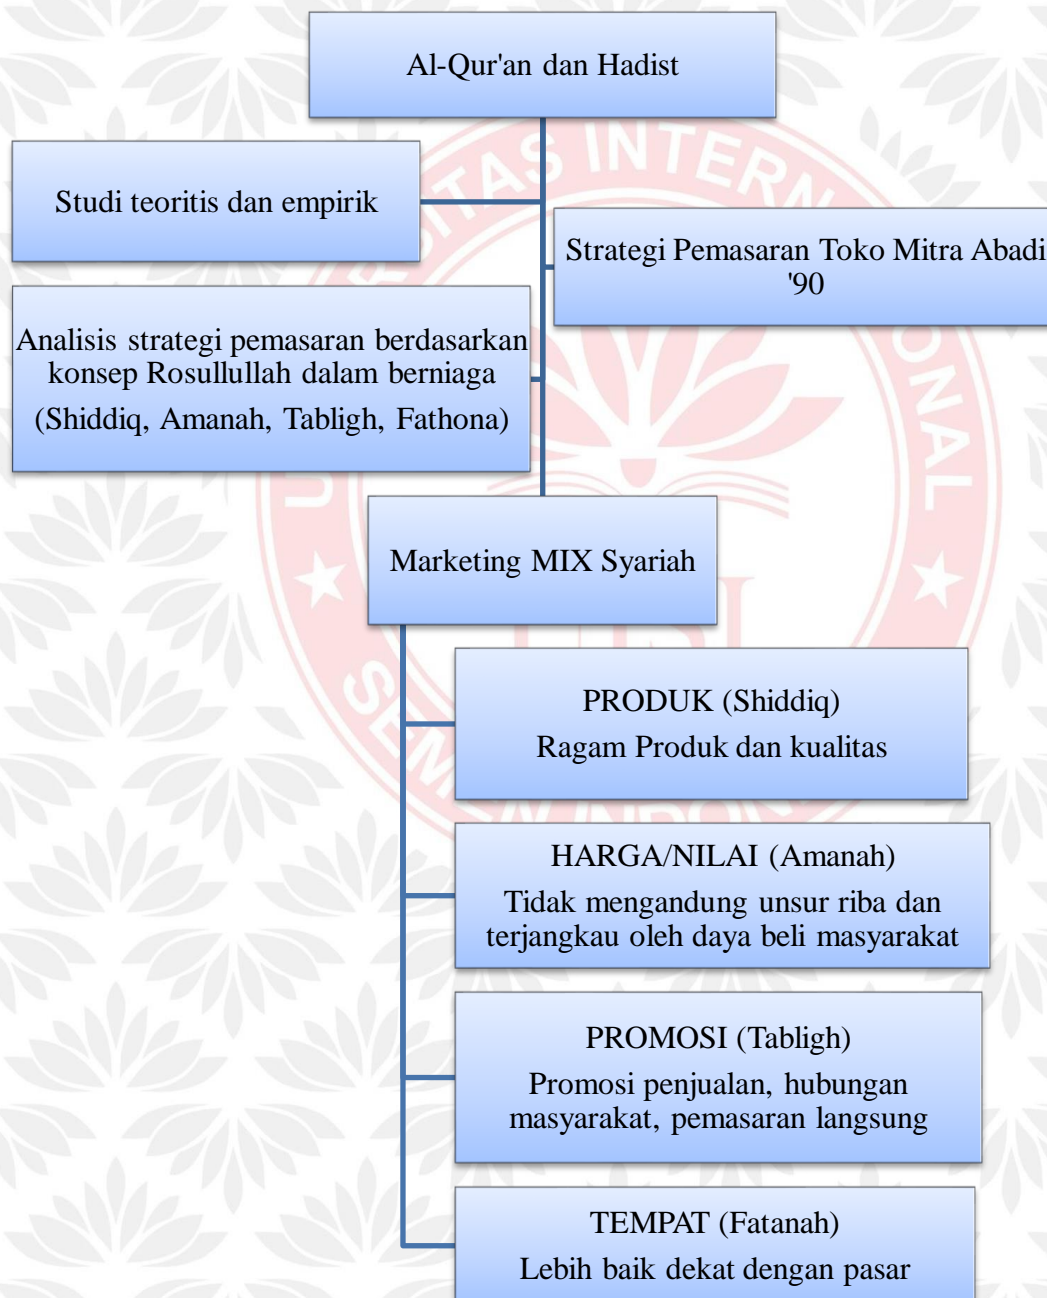 Al-Qur'an dan Hadist
Studi teoritis dan empirik
Strategi Pemasaran Toko Mitra Abadi
'90
Analisis strategi pemasaran berdasarkan
konsep Rosullullah dalam berniaga
(Shiddiq, Amanah, Tabligh, Fathona)
Marketing MIX Syariah
PRODUK (Shiddiq)
Ragam Produk dan kualitas
HARGA/NILAI (Amanah)
Tidak mengandung unsur riba dan
terjangkau oleh daya beli masyarakat
PROMOSI (Tabligh)
Promosi penjualan, hubungan
masyarakat, pemasaran langsung
TEMPAT (Fatanah)
Lebih baik dekat dengan pasar